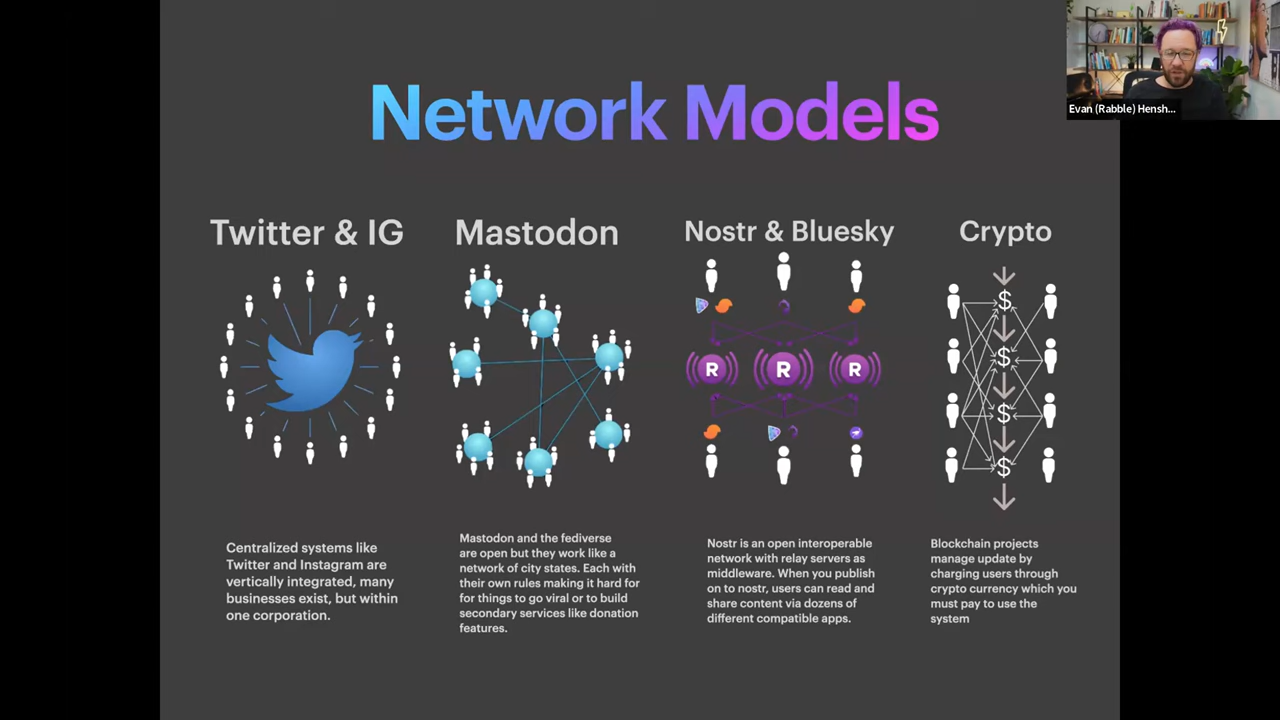 Evan (Rabble) Hensh...
Network Models
Twitter & IG
Centralized systems like
Twitter and Instagram are
vertically integrated, many
businesses exist, but within
one corporation.
Mastodon
Mastodon and the fediverse
are open but they work like a
network of city states. Each with
their own rules making it hard for
for things to go viral or to build
secondary services like donation
features.
Nostr & Bluesky
R R R
Nostr is an open interoperable
network with relay servers as
middleware. When you publish
on to nostr, users can read and
share content via dozens of
different compatible apps.
Crypto
$
$
$
$
Blockchain projects
manage update by
charging users through
crypto currency which you
must pay to use the
system